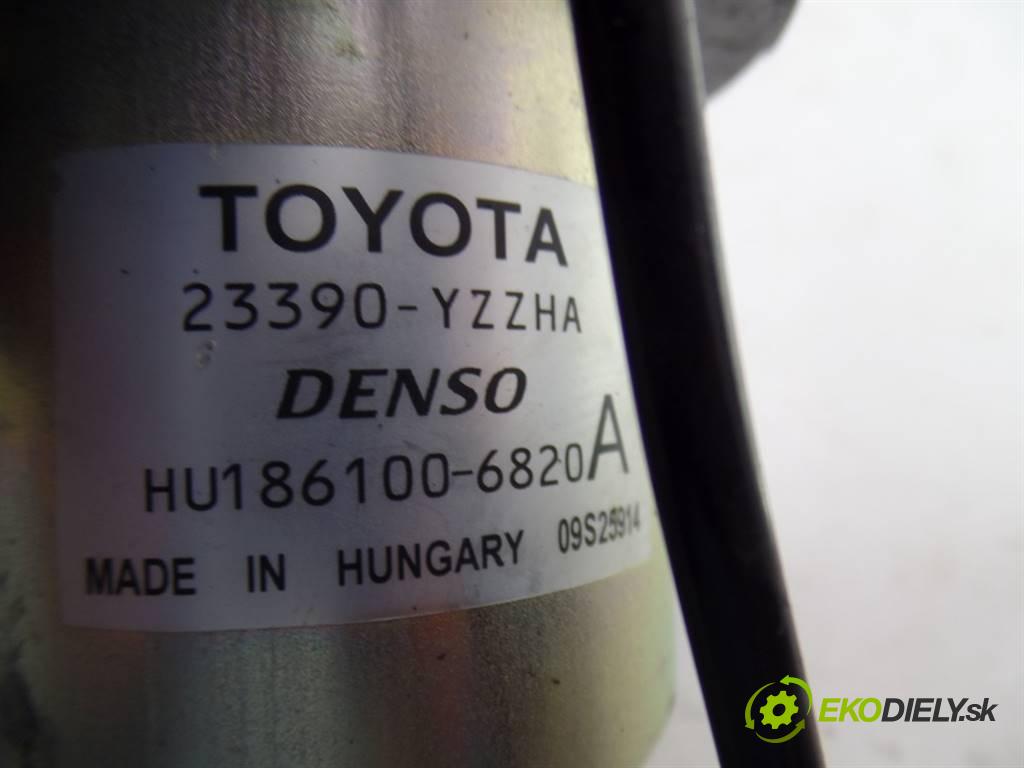 TOYOTA
23390-YZZHA
DENSO
HU186100-6820A
MADE IN HUNGARY 09S25914
EKODIELY.sk